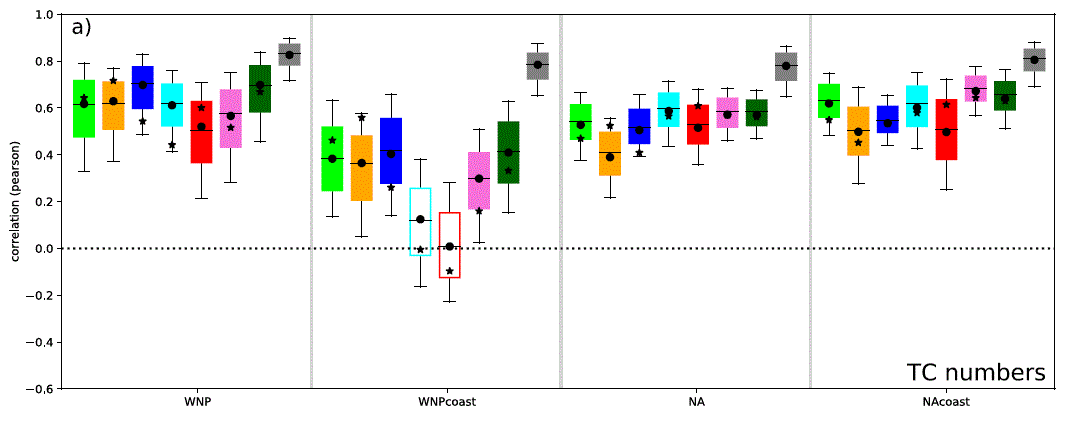 a)
1.0
0.8
0.6
0.4
0.2
0.0
−0.2
−0.4
−0.6
correlation (pearson)
TC numbers
WNP WNPcoast NA NAcoast